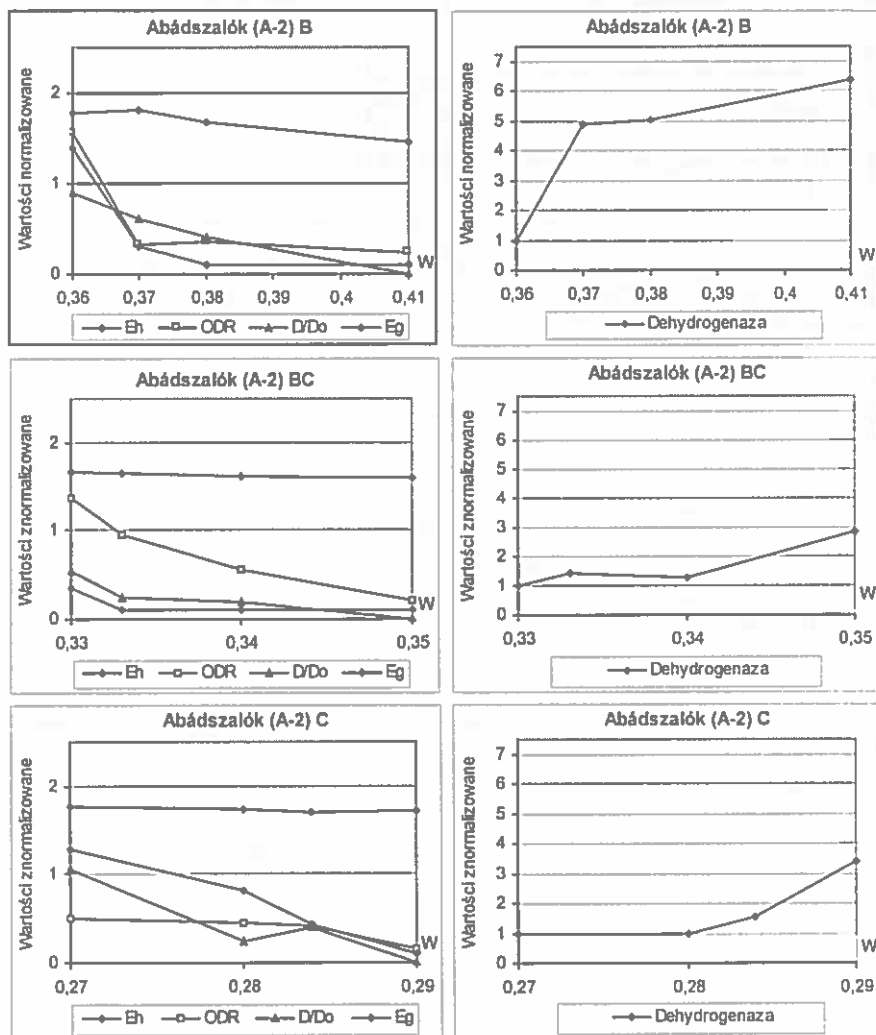 Abádszalók (A-2) B
Wartości normalizowane
2
1
0
W
0,36 0,37 0,38 0,39 0,4 0,41
Eh ODR D/Do Eg
Abádszalók (A-2) B
Wartości normalizowane
7
6
5
4
3
2
1
0
W
0,36 0,37 0,38 0,39 0,4 0,41
Dehydrogenaza
Abádszalók (A-2) BC
Wartości znormalizowane
2
1
0
W
0,33 0,34 0,35
Eh ODR D/Do Eg
Abádszalók (A-2) BC
Wartości znormalizowane
7
6
5
4
3
2
1
0
W
0,33 0,34 0,35
Dehydrogenaza
Abádszalók (A-2) C
Wartości znormalizowane
2
1
0
W
0,27 0,28 0,29
Eh ODR D/Do Eg
Abádszalók (A-2) C
Wartości znormalizowane
7
6
5
4
3
2
1
0
W
0,27 0,28 0,29
Dehydrogenaza